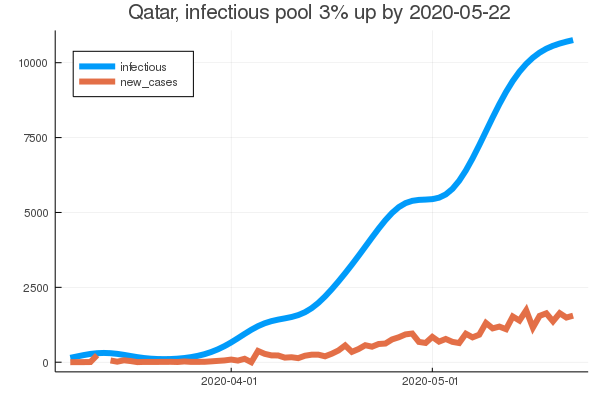 Qatar, infectious pool 3% up by 2020-05-22
infectious
new_cases
10000
7500
5000
2500
0
2020-04-01
2020-05-01